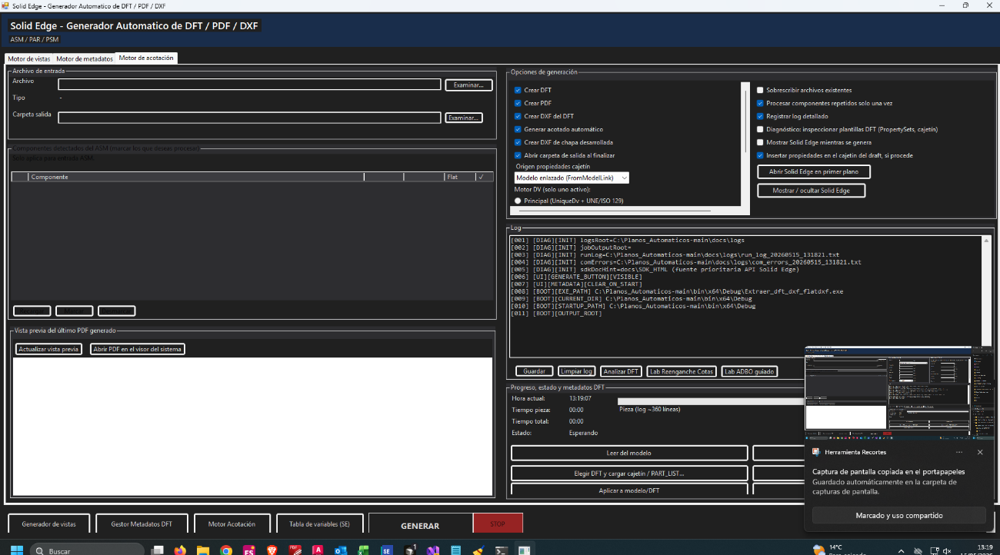 Solid Edge - Generador Automatico de DFT / PDF / DXF
Solid Edge - Generador Automatico de DFT / PDF / DXF
ASM / PAR / PSM
Motor de vistas
Motor de metadatos
Motor de acotación
Archivo de entrada
Archivo
Examinar...
Tipo
-
Carpeta salida
Examinar...
Componentes detectados del ASM (marcar los que deseas procesar)
Solo aplica para entrada ASM.
Componente
Flat
✓
Vista previa del último PDF generado
Actualizar vista previa
Abrir PDF en el visor del sistema
Opciones de generación
Crear DFT
Crear PDF
Crear DXF del DFT
Generar acotado automático
Crear DXF de chapa desarrollada
Abrir carpeta de salida al finalizar
Origen propiedades cajetín
Modelo enlazado (FromModelLink)
Motor DV (solo uno activo):
Principal (UniqueDv + UNE/ISO 129)
Sobrescribir archivos existentes
Procesar componentes repetidos solo una vez
Registrar log detallado
Diagnóstico: inspeccionar plantillas DFT (PropertySets, cajetín)
Mostrar Solid Edge mientras se genera
Insertar propiedades en el cajetin del draft, si procede
Abrir Solid Edge en primer plano
Mostrar / ocultar Solid Edge
Log
[001] [DIAG][INIT] logsRoot=C:\Planos_Automaticos-main\docs\logs
[002] [DIAG][INIT] jobOutputRoot=
[003] [DIAG][INIT] runLog=C:\Planos_Automaticos-main\docs\logs\run_log_20260515_131821.txt
[004] [DIAG][INIT] comErrors=C:\Planos_Automaticos-main\docs\logs\com_errors_20260515_131821.txt
[005] [DIAG][INIT] sdkDocHint=docs\SDK_HTML (fuente prioritaria API Solid Edge)
[006] [UI][GENERATE_BUTTON][VISIBLE]
[007] [UI][METADATA][CLEAR_ON_START]
[008] [BOOT][EXE_PATH] C:\Planos_Automaticos-main\bin\x64\Debug\Extraer_dft_dxf_flatdxf.exe
[009] [BOOT][CURRENT_DIR] C:\Planos_Automaticos-main\bin\x64\Debug
[010] [BOOT][STARTUP_PATH] C:\Planos_Automaticos-main\bin\x64\Debug
[011] [BOOT][OUTPUT_ROOT]
Guardar
Limpiar log
Analizar DFT
Lab Reenganche Cotas
Lab ADBO guiado
Progreso, estado y metadatos DFT
Hora actual:
13:19:07
Tiempo pieza:
00:00
Pieza (log ~360 líneas)
Tiempo total:
00:00
Estado:
Esperando
Leer del modelo
Elegir DFT y cargar cajetín / PART_LIST...
Aplicar a modelo/DFT
Herramienta Recortes
Captura de pantalla copiada en el portapapeles
Guardado automáticamente en la carpeta de
capturas de pantalla.
Marcado y uso compartido
Generador de vistas
Gestor Metadatos DFT
Motor Acotación
Tabla de variables (SE)
GENERAR
STOP
Buscar
14°C
13:19